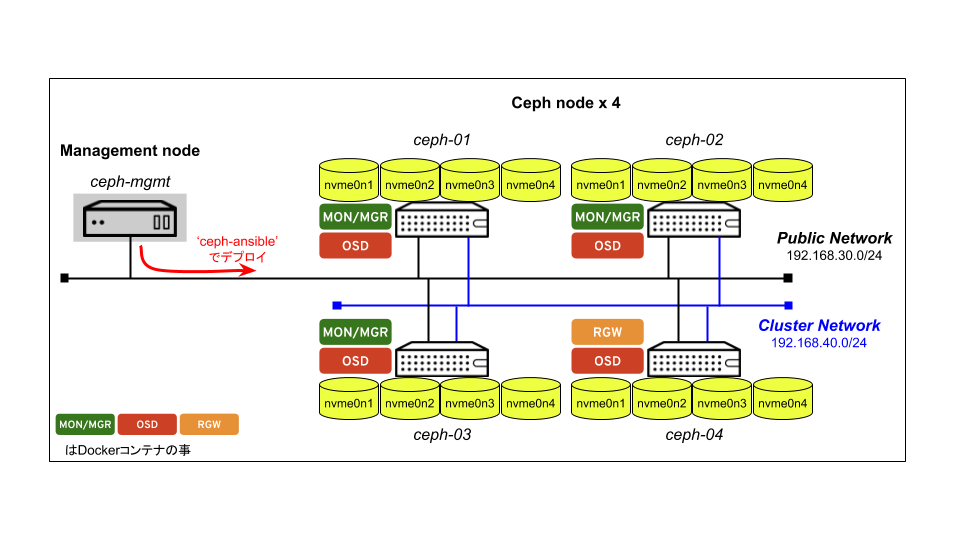 Ceph node x 4
Management node
ceph-mgmt
ceph-01
nvme0n1 nvme0n2 nvme0n3 nvme0n4
MON/MGR
OSD
ceph-02
nvme0n1 nvme0n2 nvme0n3 nvme0n4
MON/MGR
OSD
‘ceph-ansible’
でデプロイ
Public Network
192.168.30.0/24
Cluster Network
192.168.40.0/24
MON/MGR
OSD
nvme0n1 nvme0n2 nvme0n3 nvme0n4
ceph-03
RGW
OSD
nvme0n1 nvme0n2 nvme0n3 nvme0n4
ceph-04
MON/MGR OSD RGW
はDockerコンテナの事